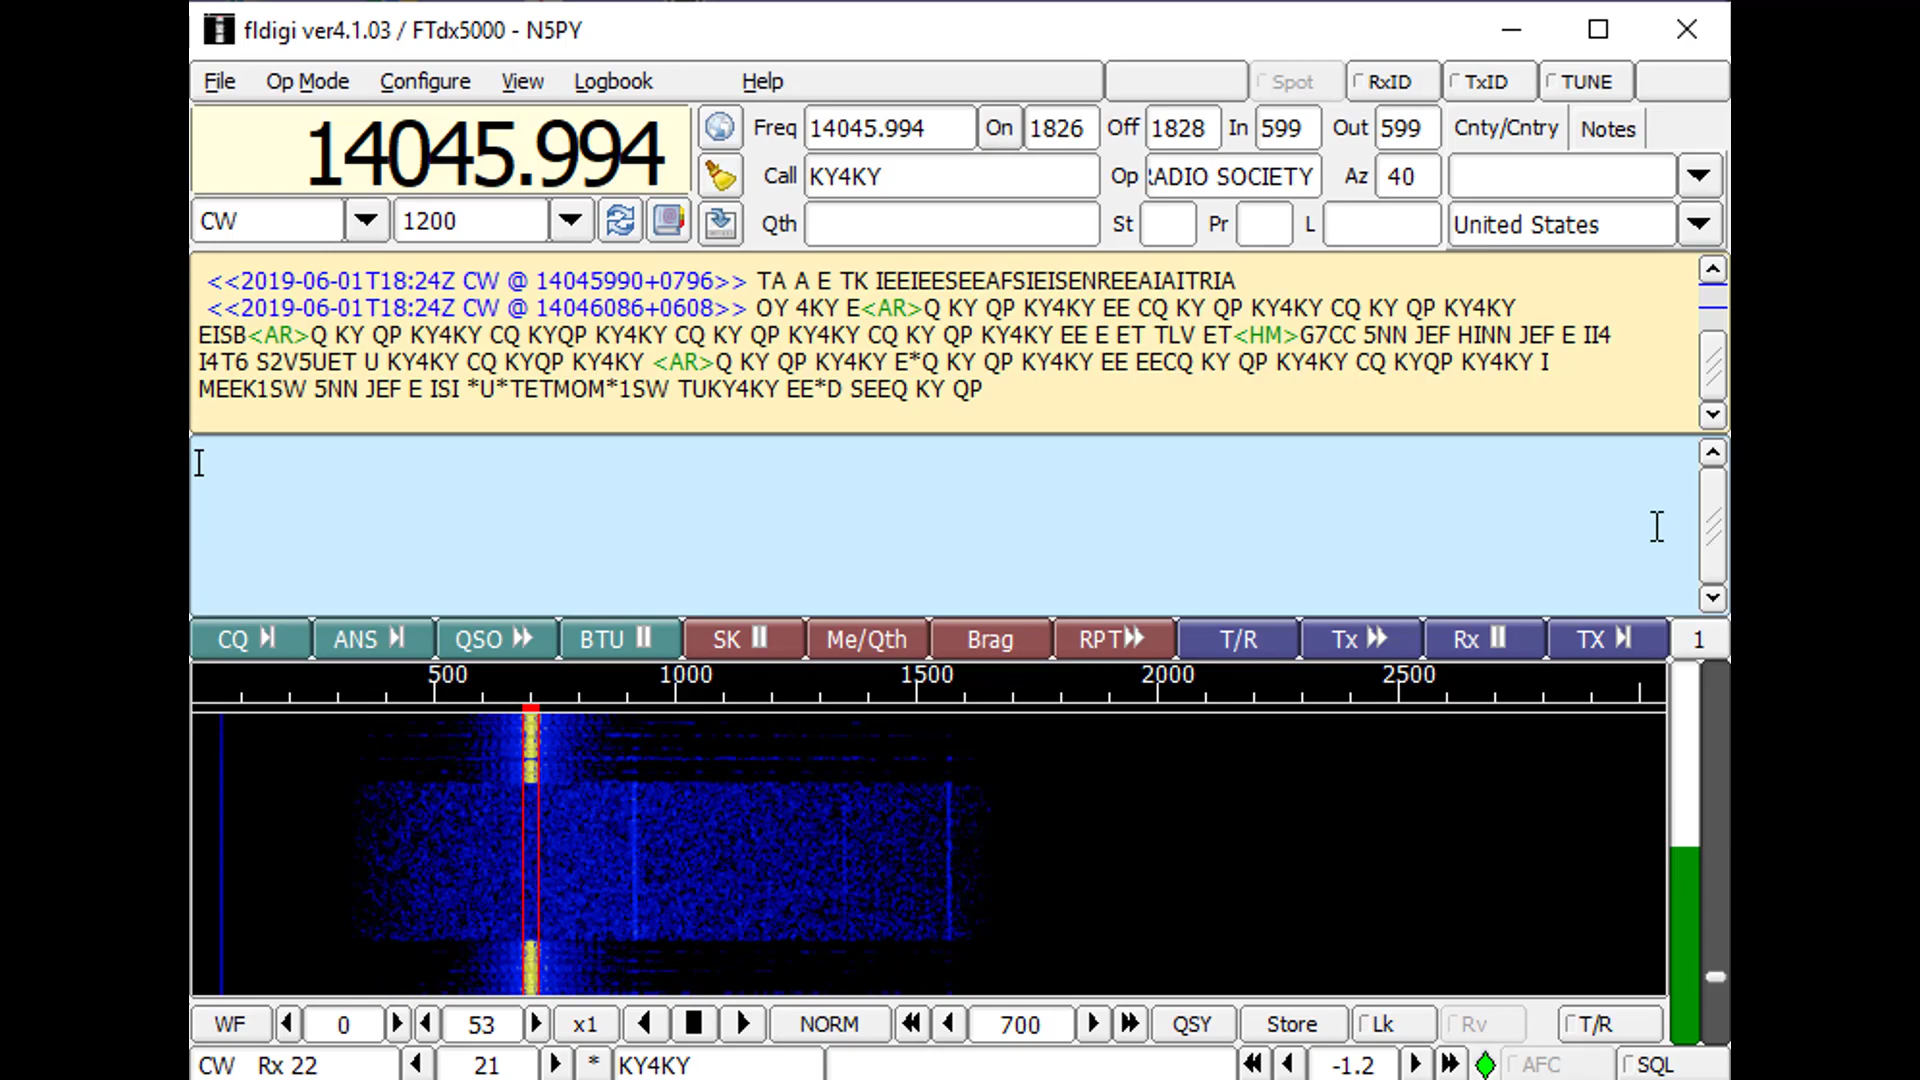 fldigi ver4.1.03 / FTdx5000 - N5PY
File Op Mode Configure View Logbook Help Spot RxID TxID TUNE
14045.994
Freq 14045.994 On 1826 Off 1828 In 599 Out 599 Cnty/Cntry Notes
Call KY4KY Op RADIO SOCIETY Az 40
CW 1200 Qth St Pr L United States
<<2019-06-01T18:24Z CW @ 14045990+0796>> TA A E TK IEEIEESEEAFSIEISENREEAIAITRIA
<<2019-06-01T18:24Z CW @ 14046086+0608>> OY 4KY E<AR>Q KY QP KY4KY EE CQ KY QP KY4KY CQ KY QP KY4KY
EISB<AR>Q KY QP KY4KY CQ KYQP KY4KY CQ KY QP KY4KY CQ KY QP KY4KY EE E ET TLV ET<HM>G7CC 5NN JEF HINN JEF E II4
I4T6 S2V5UET U KY4KY CQ KYQP KY4KY <AR>Q KY QP KY4KY E*Q KY QP KY4KY EE EECQ KY QP KY4KY CQ KYQP KY4KY I
MEEK1SW 5NN JEF E ISI *U*TETMOM*1SW TUKY4KY EE*D SEEQ KY QP
CQ ANS QSO BTU SK Me/Qth Brag RPT T/R Tx Rx TX 1
500 1000 1500 2000 2500
WF 0 53 x1 NORM 700 QSY Store Lk Rv T/R
CW Rx 22 21 * KY4KY -1.2 AFC SQL